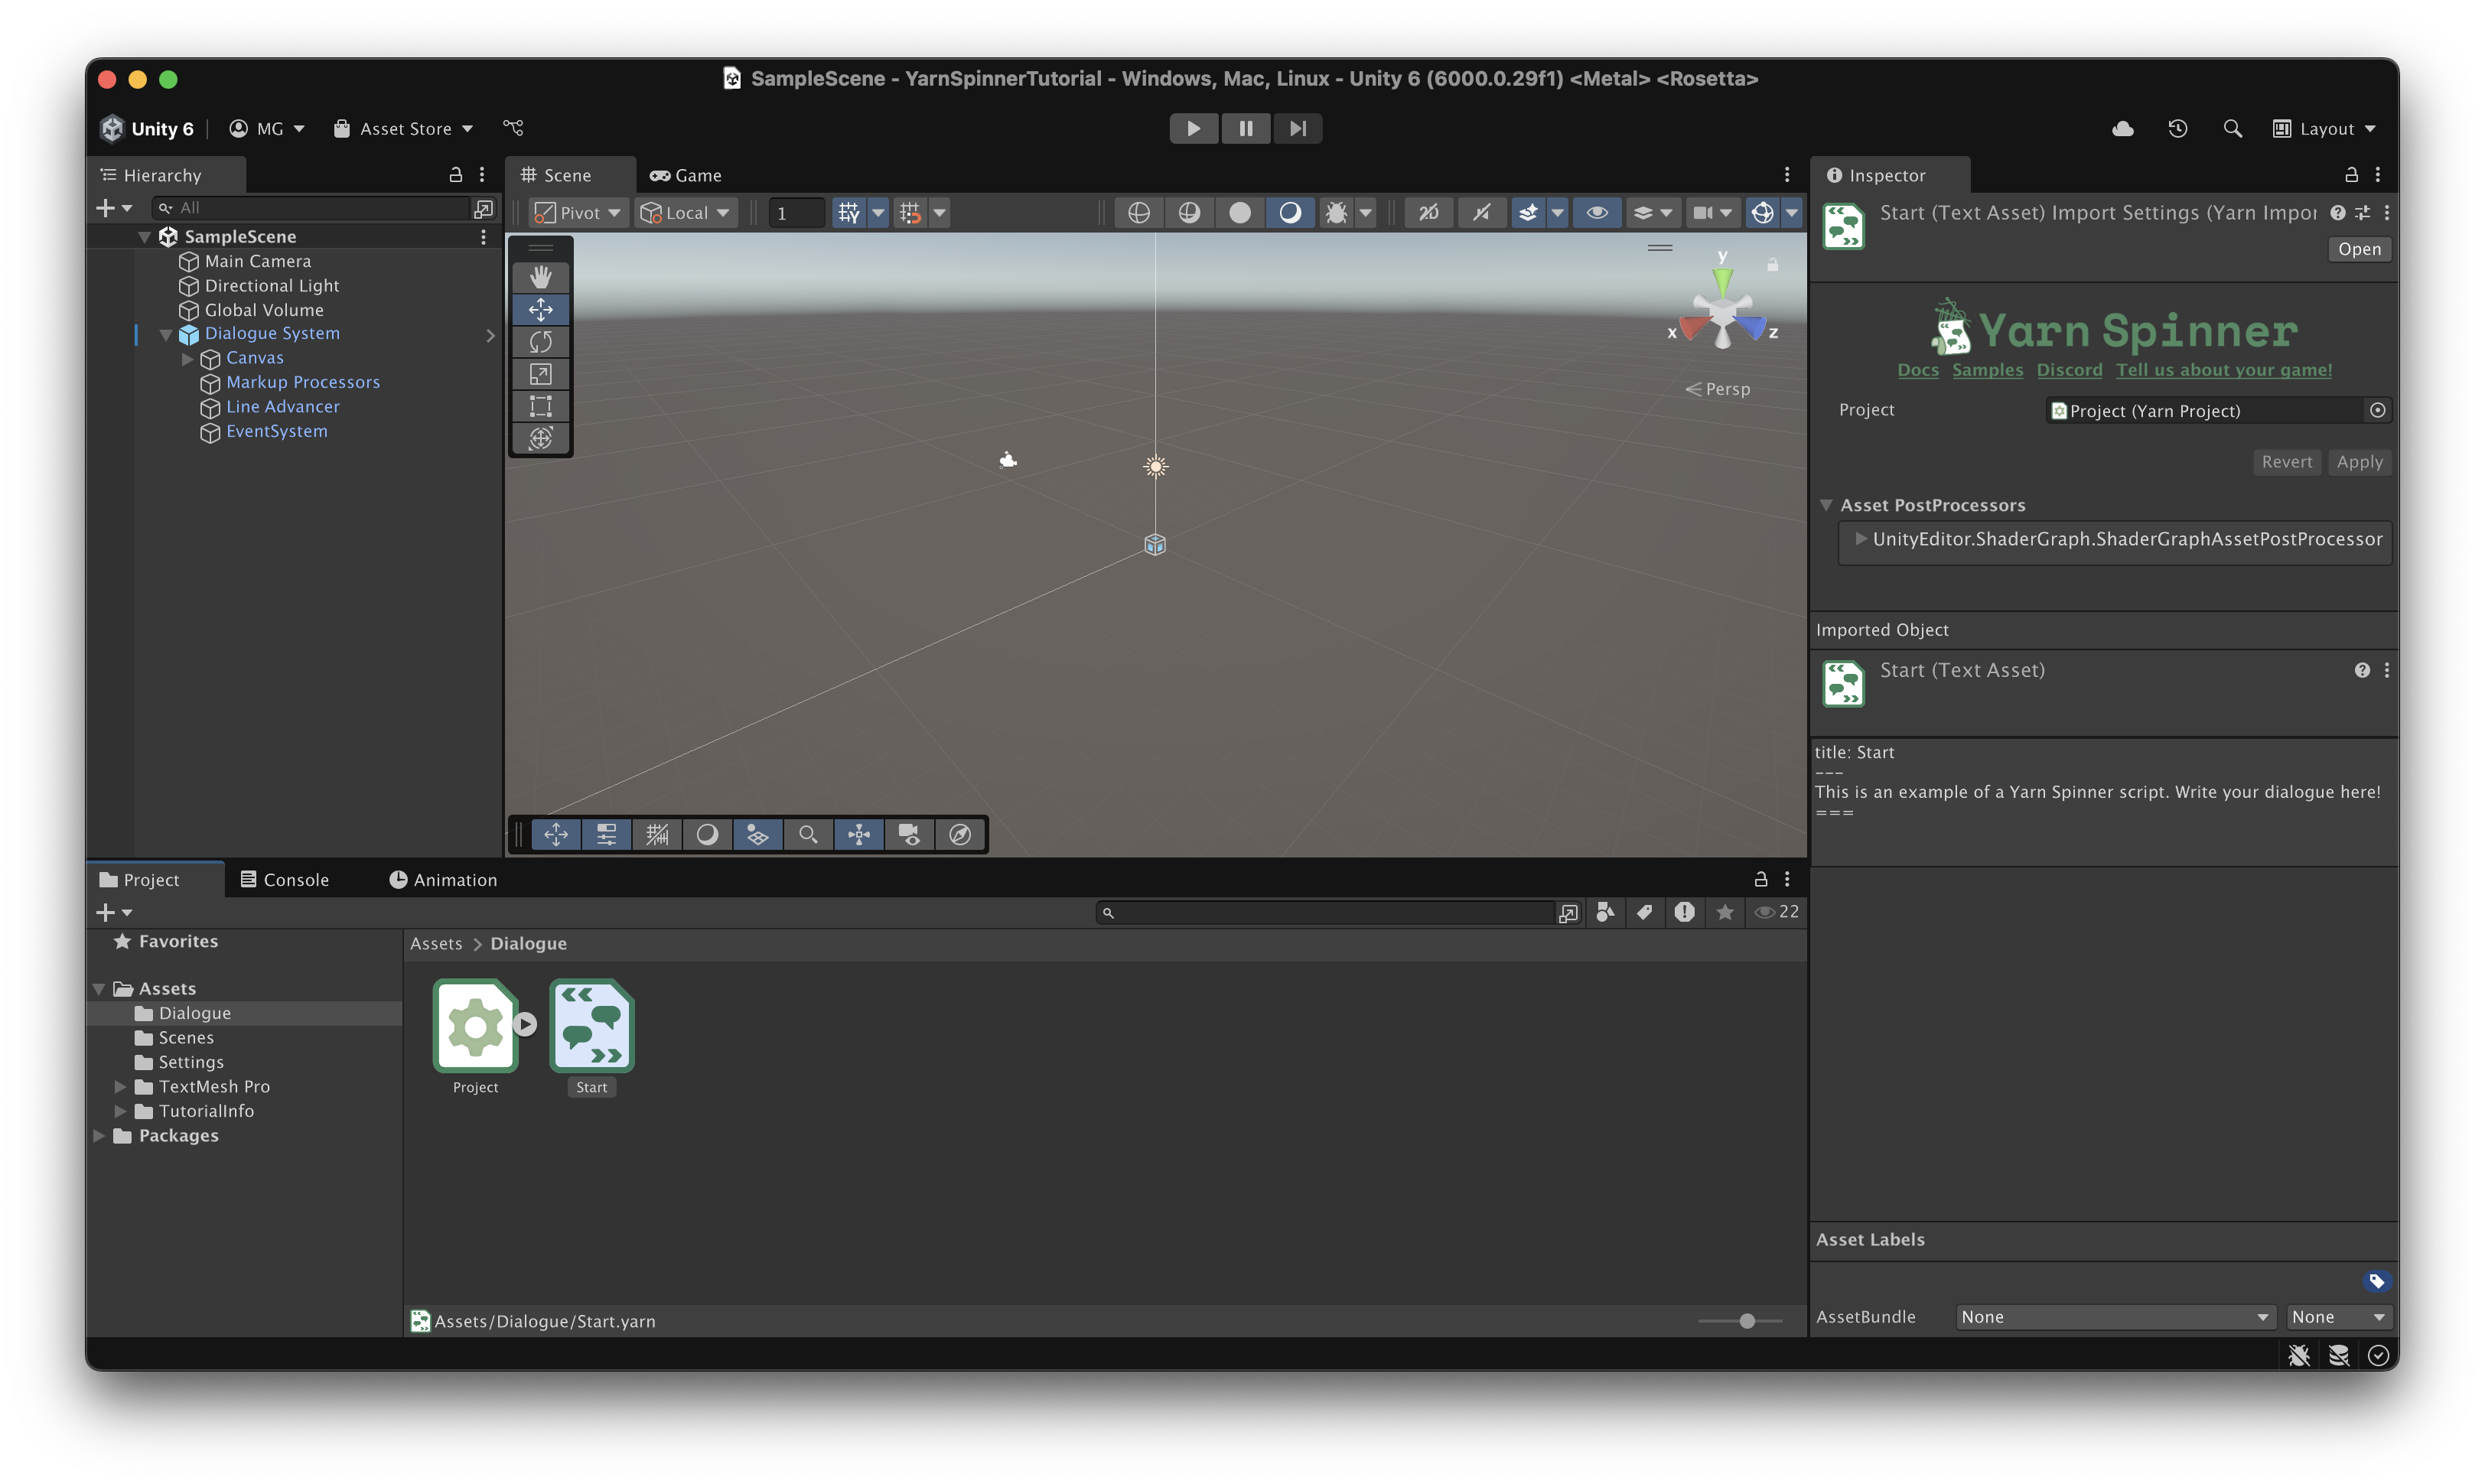 SampleScene - YarnSpinnerTutorial - Windows, Mac, Linux - Unity 6 (6000.0.29f1) <Metal> <Rosetta>
Unity 6 MG Asset Store Layout
Hierarchy
All
SampleScene
Main Camera
Directional Light
Global Volume
Dialogue System
Canvas
Markup Processors
Line Advancer
EventSystem
Scene Game
Pivot Local 1 2D
y
x z
Persp
Inspector
Start (Text Asset) Import Settings (Yarn Impor
Open
Yarn Spinner
Docs Samples Discord Tell us about your game!
Project Project (Yarn Project)
Revert Apply
Asset PostProcessors
UnityEditor.ShaderGraph.ShaderGraphAssetPostProcessor
Imported Object
Start (Text Asset)
title: Start
---
This is an example of a Yarn Spinner script. Write your dialogue here!
===
Project Console Animation
22
Favorites
Assets
Dialogue
Scenes
Settings
TextMesh Pro
TutorialInfo
Packages
Assets > Dialogue
Project Start
Assets/Dialogue/Start.yarn
Asset Labels
AssetBundle None None